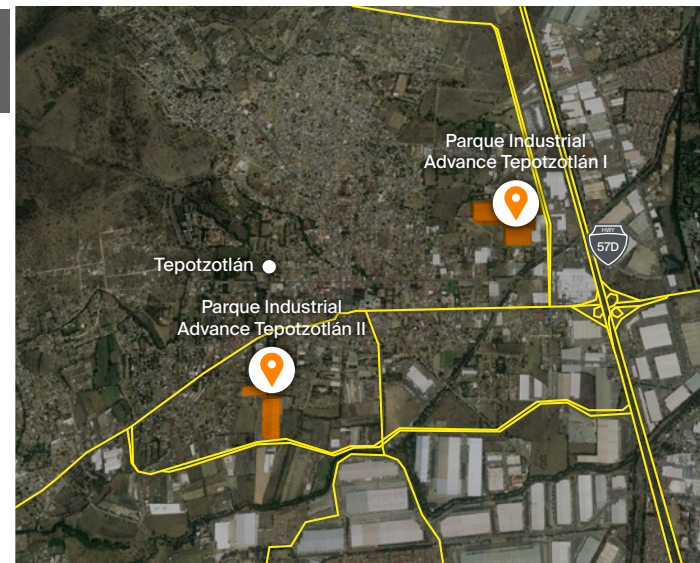 Parque Industrial
Advance Tepotzotlán I
HWY
57D
Tepotzotlán
Parque Industrial
Advance Tepotzotlán II